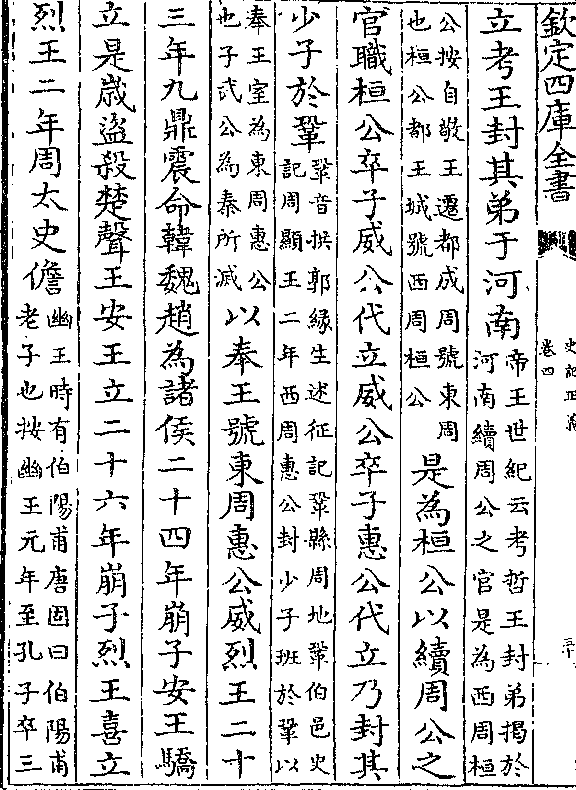 欽定四庫全書
史記正義
卷四
立考王封其弟于河南帝王世紀云考哲王封弟揭於
河南續周公之官是為西周桓
公按自敬王遷都成周號東周
也桓公都王城號西周桓公是為桓公以續周公之
官職桓公卒子威公代立威公卒子惠公代立乃封其
少子於鞏鞏音拱郭緣生述征記鞏縣周地鞏伯邑史
記周顯王二年西周惠公封少子班於鞏以
奉王室為東周惠公
也子武公為秦所滅以奉王號東周惠公威烈王二十
三年九鼎震命韓魏趙為諸侯二十四年崩子安王驕
立是歲盜殺楚聲王安王立二十六年崩子烈王喜立
烈王二年周太史儋幽王時有伯陽甫唐固曰伯陽甫
老子也按幽王元年至孔子卒三